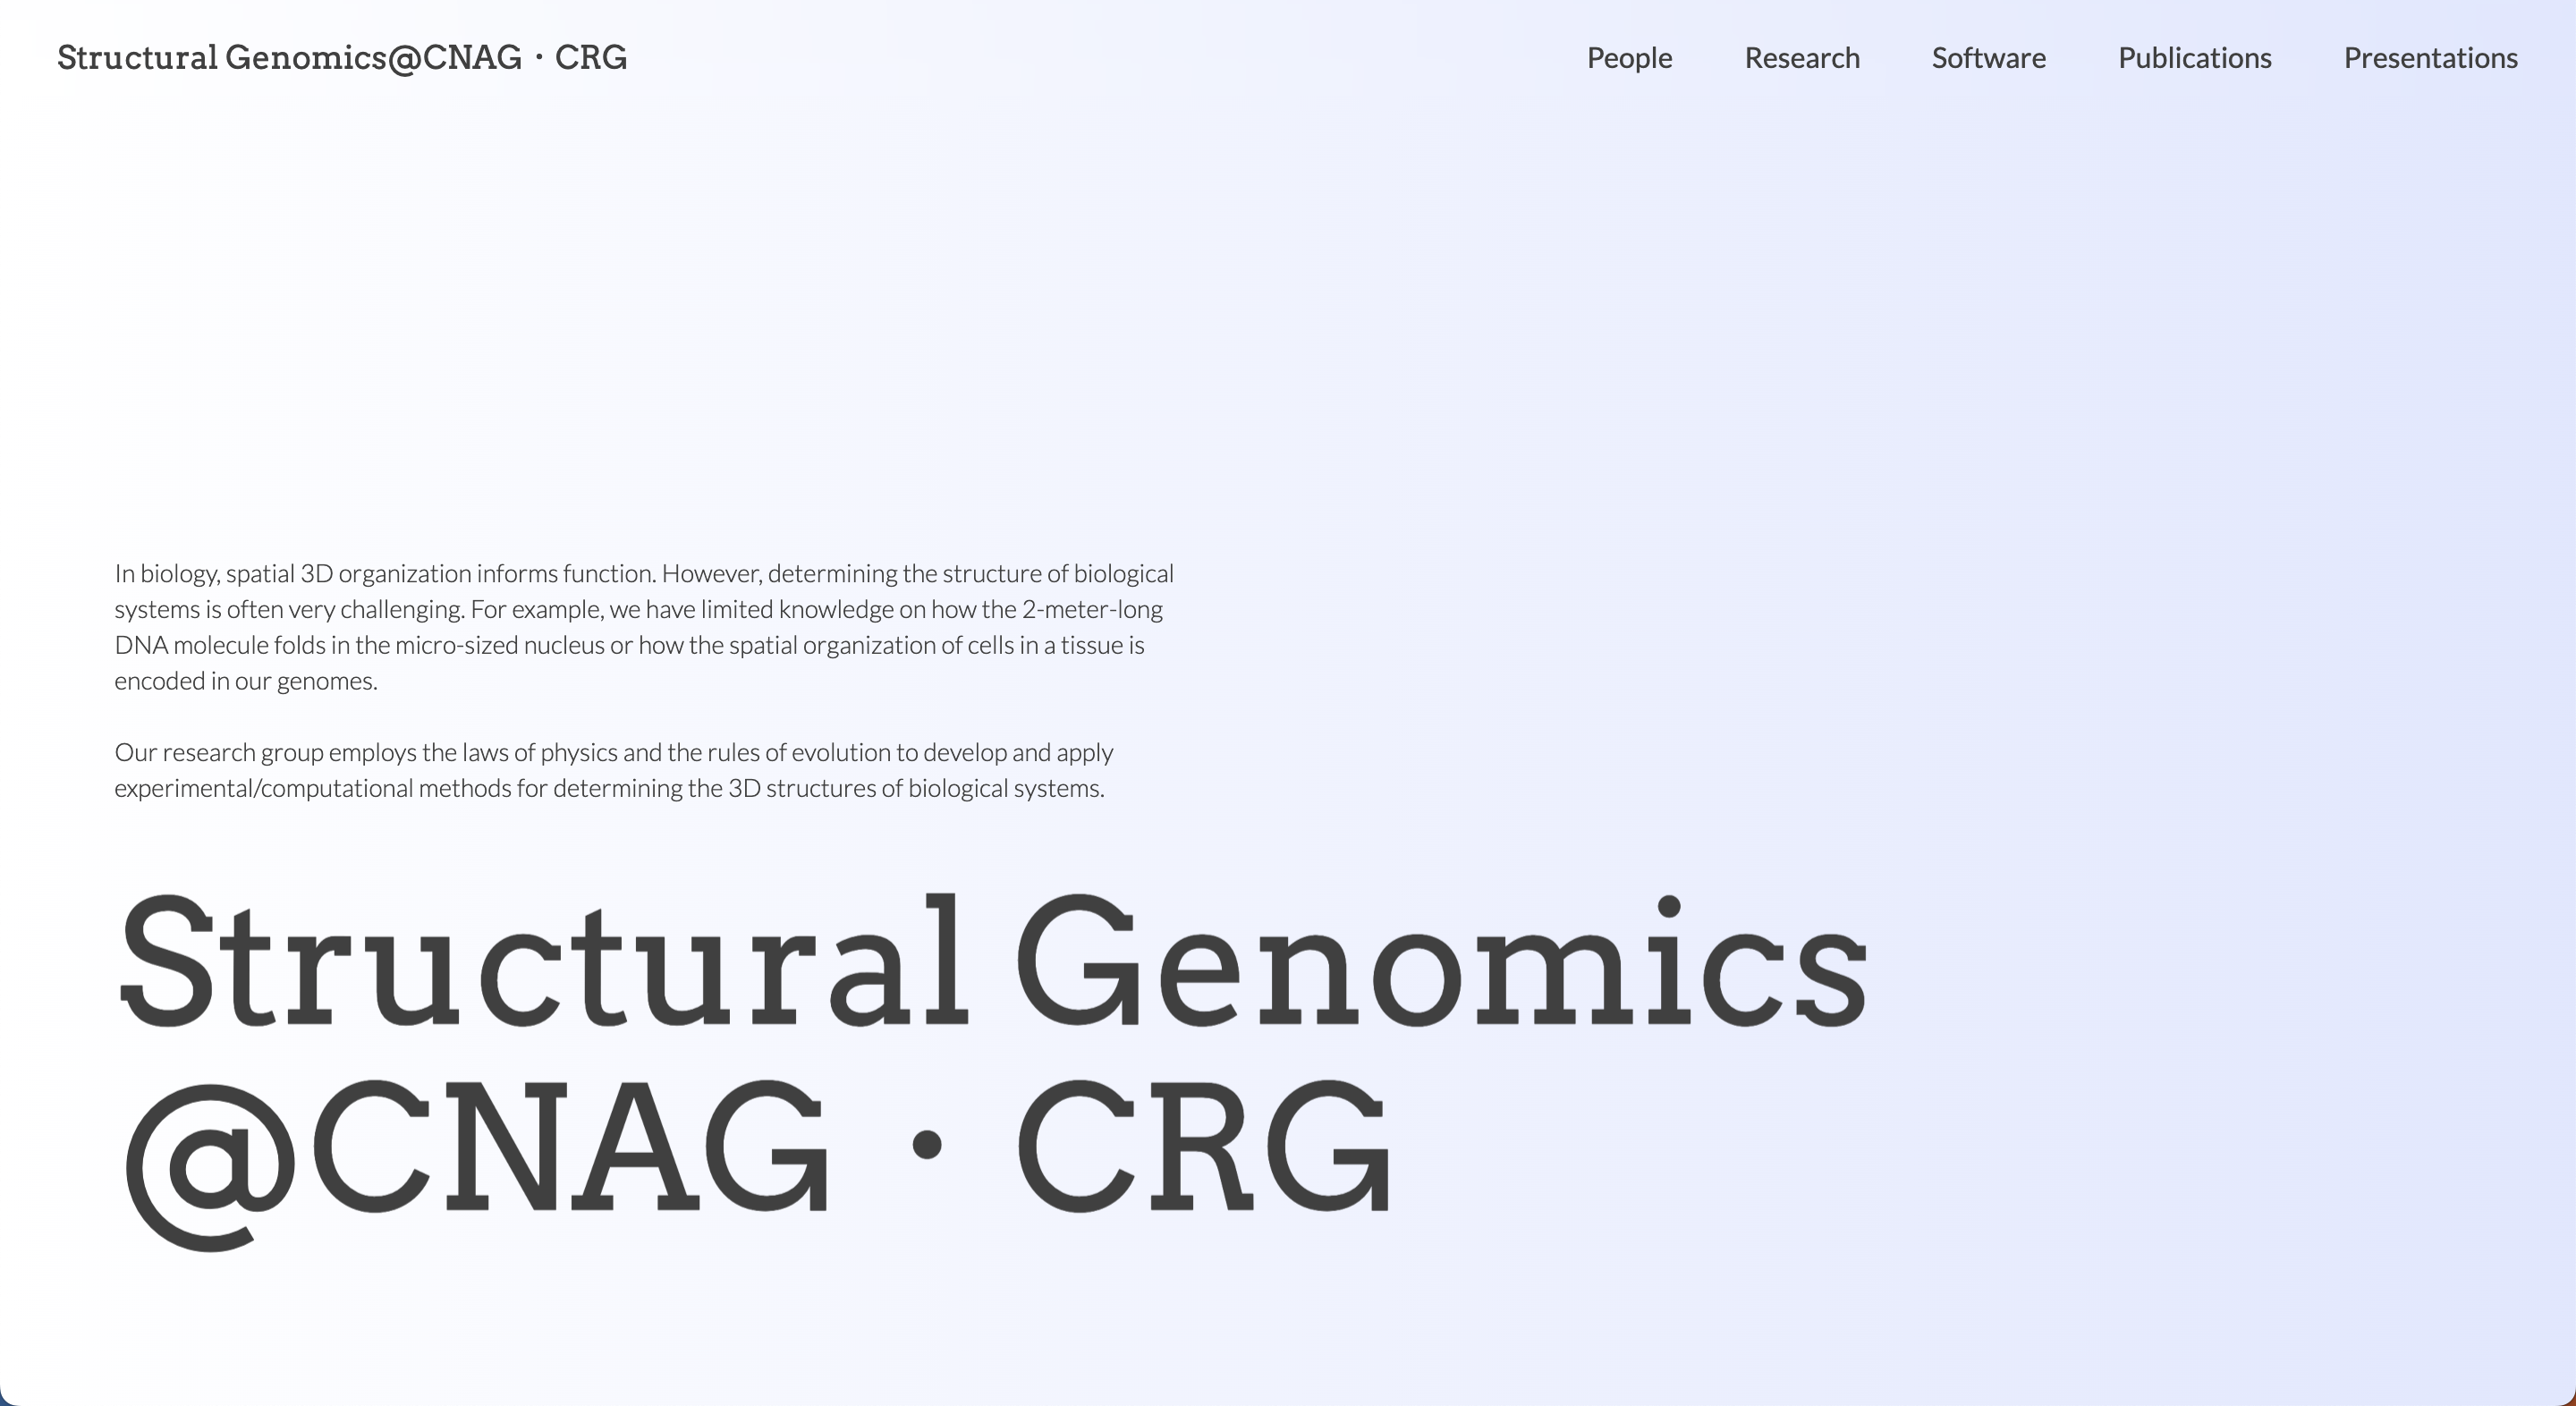 Structural Genomics@CNAG · CRG
People Research Software Publications Presentations
In biology, spatial 3D organization informs function. However, determining the structure of biological
systems is often very challenging. For example, we have limited knowledge on how the 2-meter-long
DNA molecule folds in the micro-sized nucleus or how the spatial organization of cells in a tissue is
encoded in our genomes.
Our research group employs the laws of physics and the rules of evolution to develop and apply
experimental/computational methods for determining the 3D structures of biological systems.
Structural Genomics
@CNAG · CRG